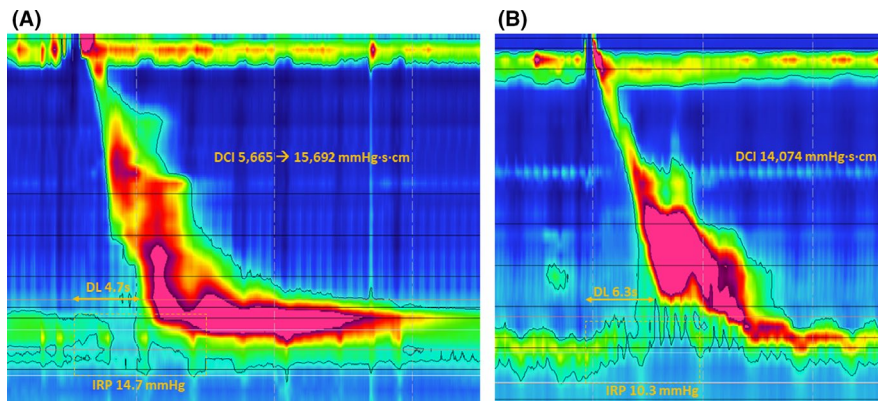 (A)
(B)
DCI 5,665 → 15,692 mmHg·s·cm
DCI 14,074 mmHg·s·cm
DL 4.7s
DL 6.3s
IRP 14.7 mmHg
IRP 10.3 mmHg